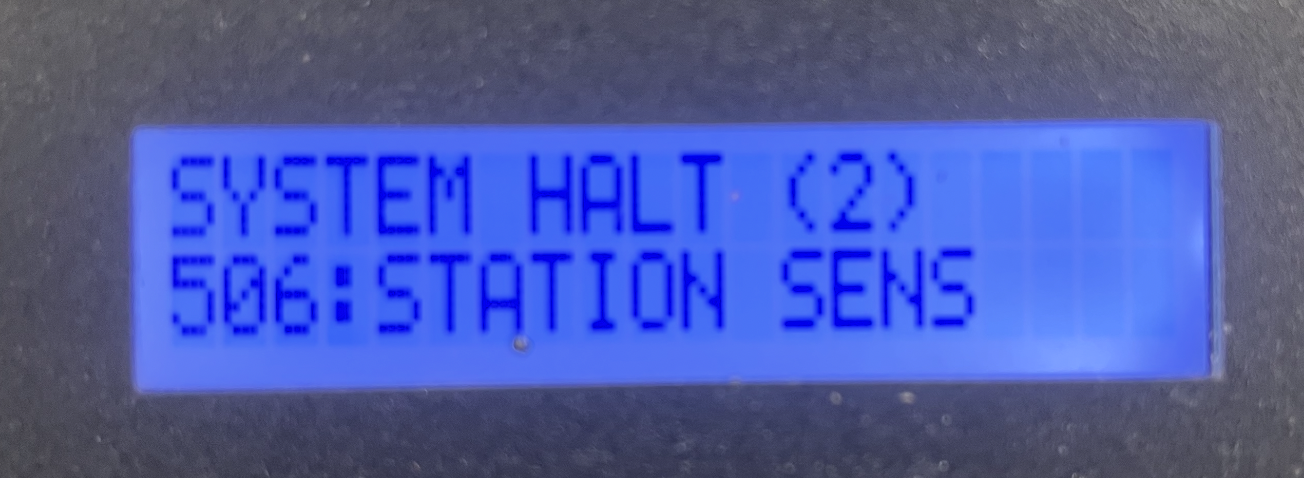 SYSTEM HALT (2)
506:STATION SENS